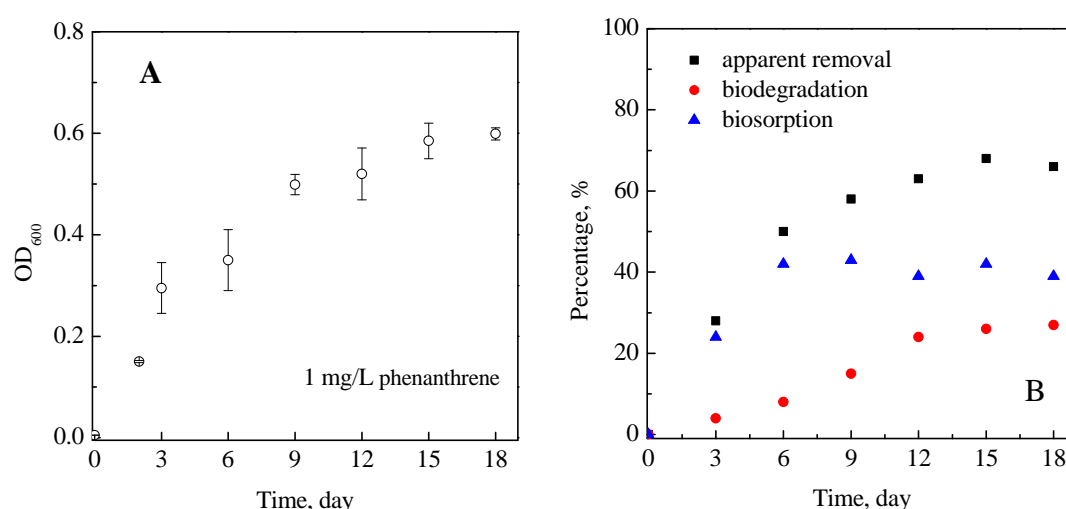 A
OD600
0.8
0.6
0.4
0.2
0.0
1 mg/L phenanthrene
0 3 6 9 12 15 18
Time, day
Percentage, %
100
80
60
40
20
0
apparent removal
biodegradation
biosorption
B
0 3 6 9 12 15 18
Time, day